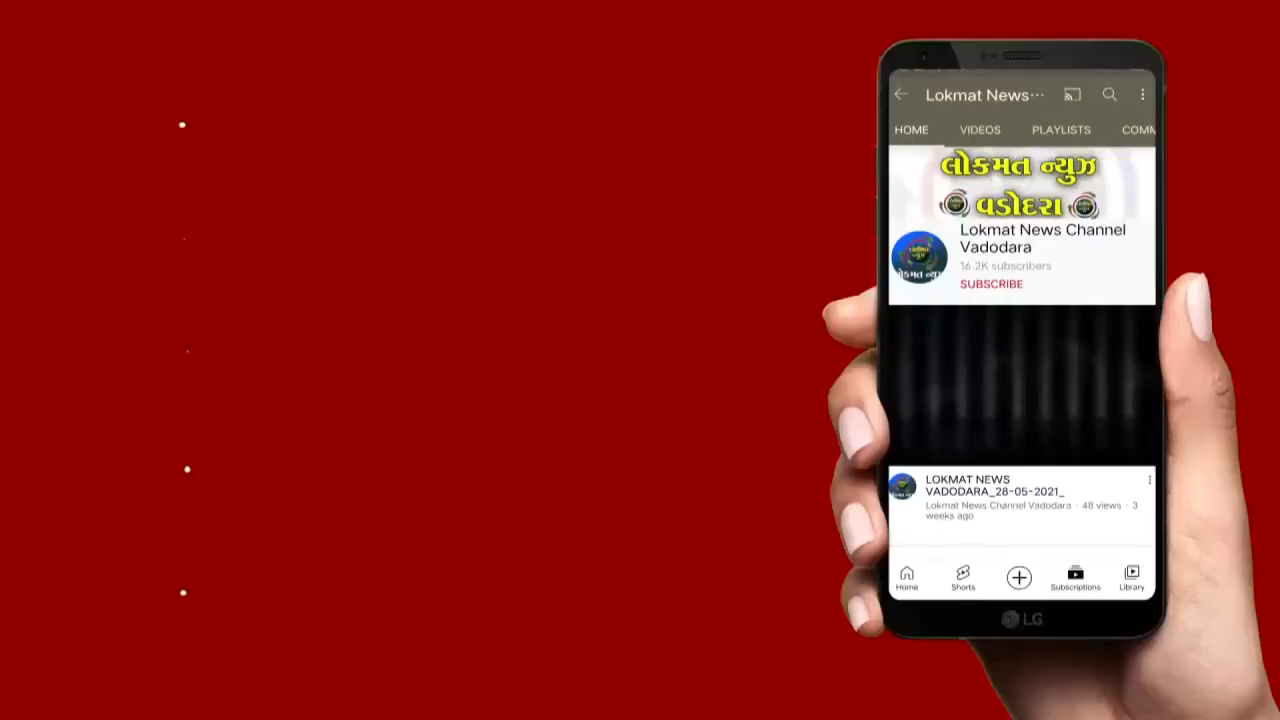 Lokmat News...
HOME VIDEOS PLAYLISTS COMM
લોકમત ન્યુઝ
વડોદરા
Lokmat News Channel
Vadodara
16.2K subscribers
SUBSCRIBE
LOKMAT NEWS
VADODARA_28-05-2021_
Lokmat News Channel Vadodara · 48 views · 3
weeks ago
Home Shorts Subscriptions Library
LG